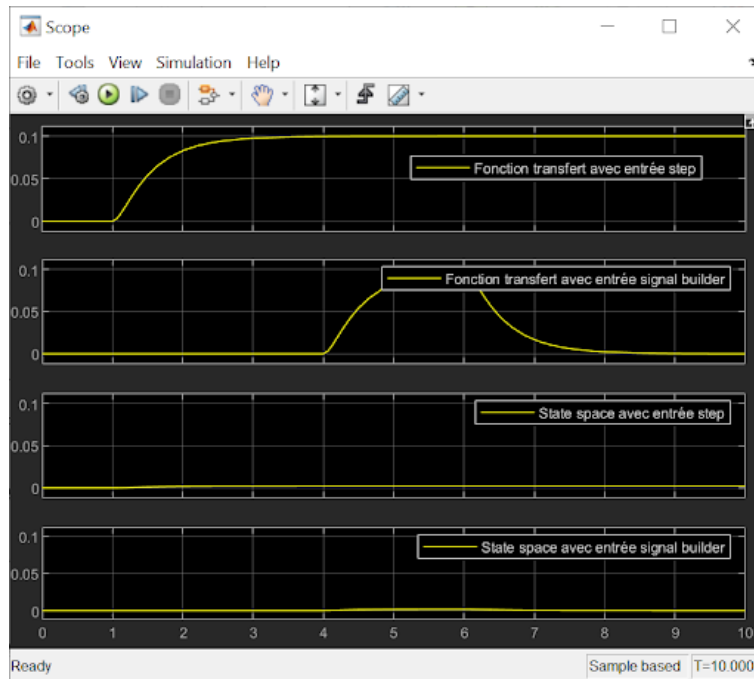 Scope
File Tools View Simulation Help
0.1
0.05
0
Fonction transfert avec entrée step
0.1
0.05
0
Fonction transfert avec entrée signal builder
0.1
0.05
0
State space avec entrée step
0.1
0.05
0
State space avec entrée signal builder
0 1 2 3 4 5 6 7 8 9 10
Ready Sample based T=10.000